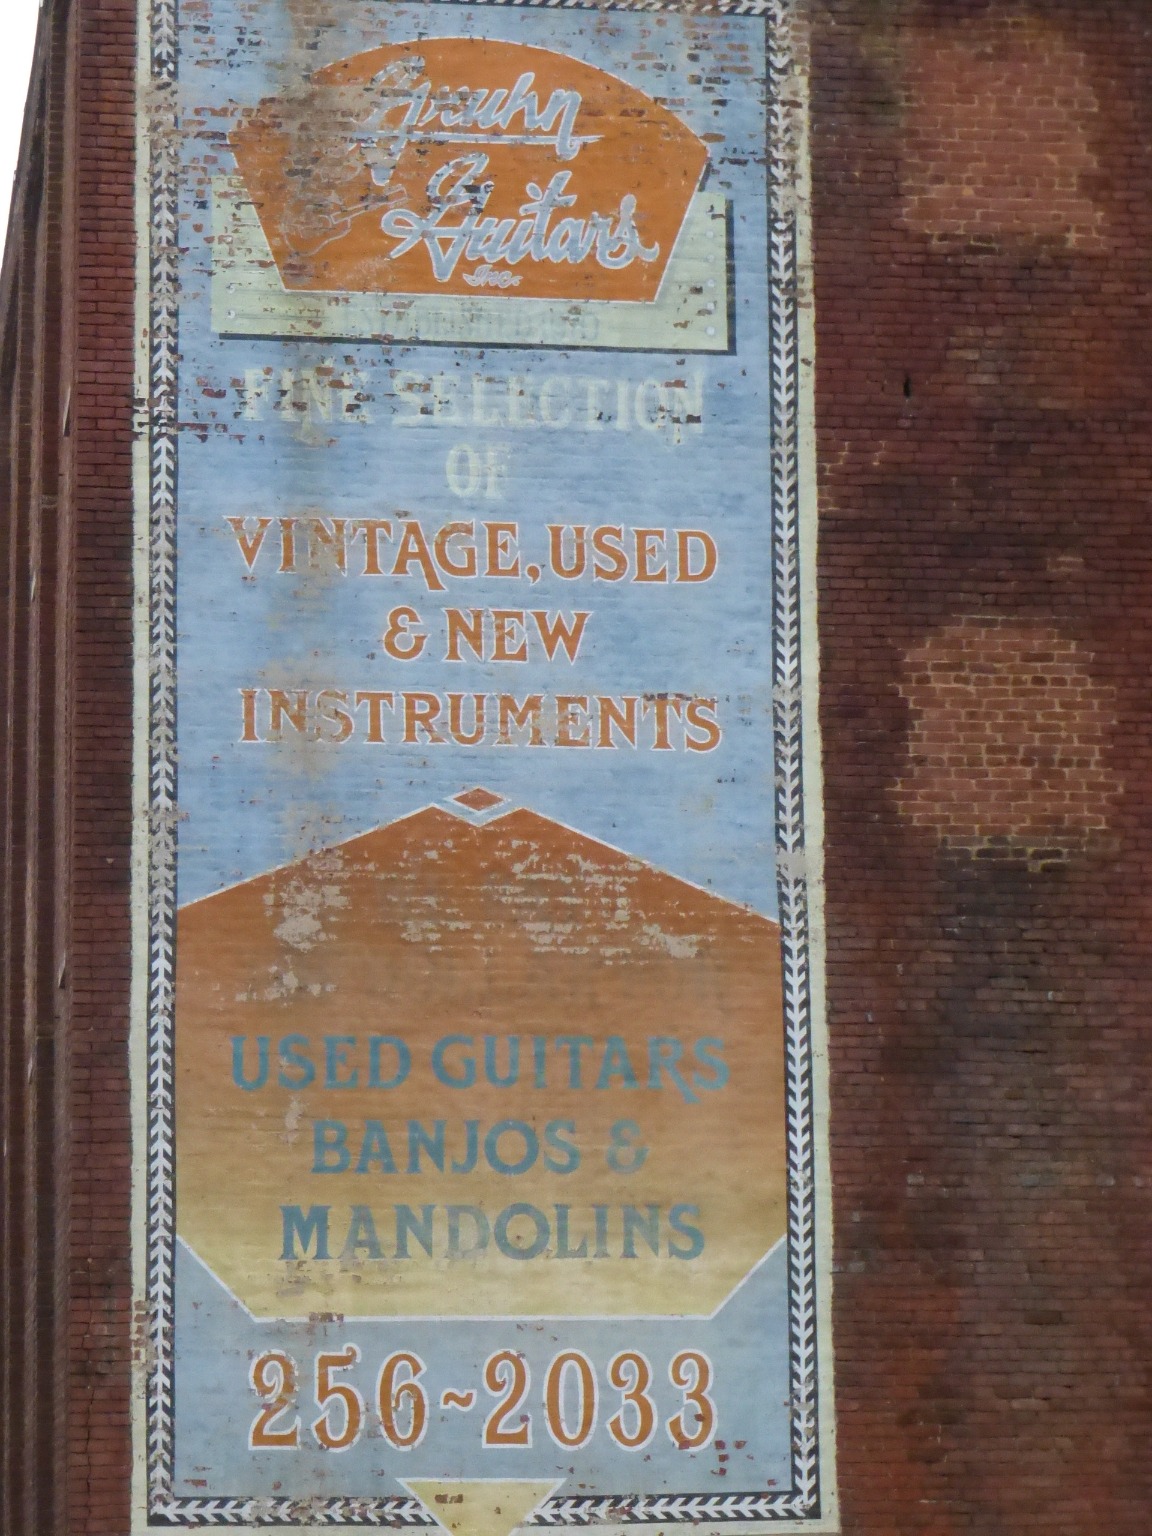 Gruhn
Guitars
Inc.
FINE SELECTION
OF
VINTAGE, USED
& NEW
INSTRUMENTS
USED GUITARS
BANJOS &
MANDOLINS
256~2033